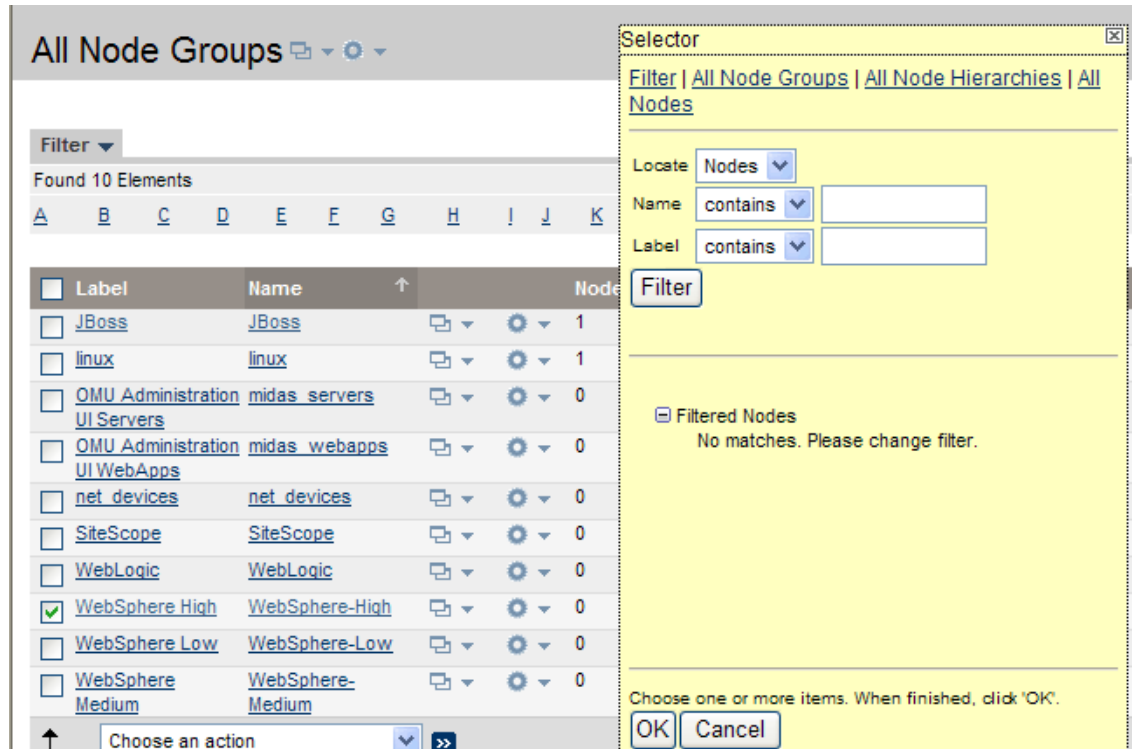 All Node Groups
Filter
Found 10 Elements
A B C D E F G H I J K
Label Name Node
JBoss JBoss 1
linux linux 1
OMU Administration midas_servers 0
UI Servers
OMU Administration midas_webapps 0
UI WebApps
net_devices net_devices 0
SiteScope SiteScope 0
WebLogic WebLogic 0
WebSphere High WebSphere-High 0
WebSphere Low WebSphere-Low 0
WebSphere WebSphere- 0
Medium Medium
Choose an action
Selector
Filter | All Node Groups | All Node Hierarchies | All
Nodes
Locate Nodes
Name contains
Label contains
Filter
Filtered Nodes
No matches. Please change filter.
Choose one or more items. When finished, click 'OK'.
OK Cancel